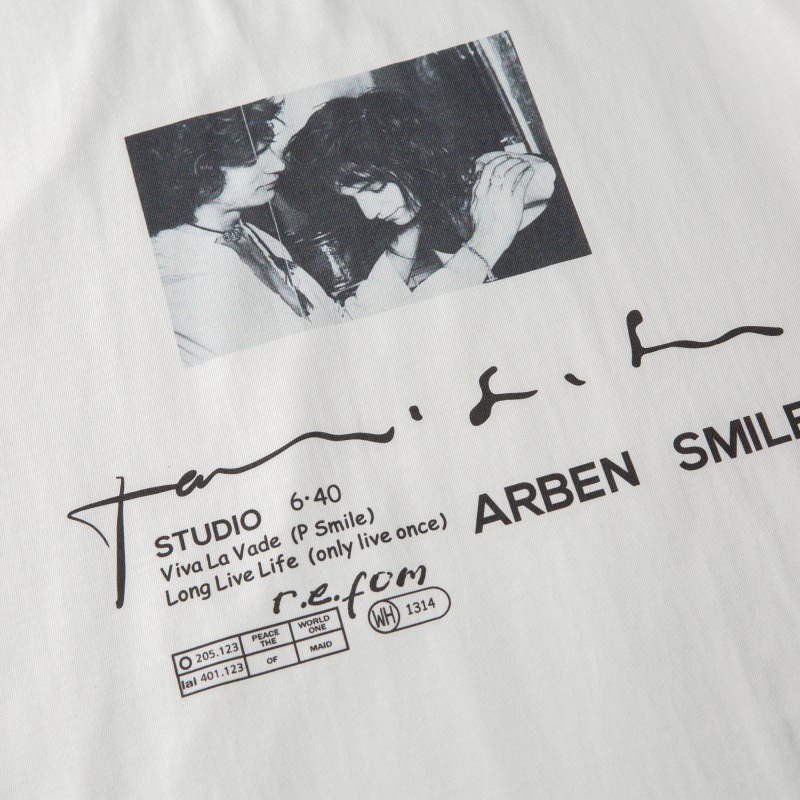 STUDIO 6·40
Viva La Vade (P Smile)
Long Live Life (only live once)
ARBEN SMILE
r.e.fom
O 205.123 PEACE THE WORLD ONE
lal 401.123 OF MAID
WH 1314